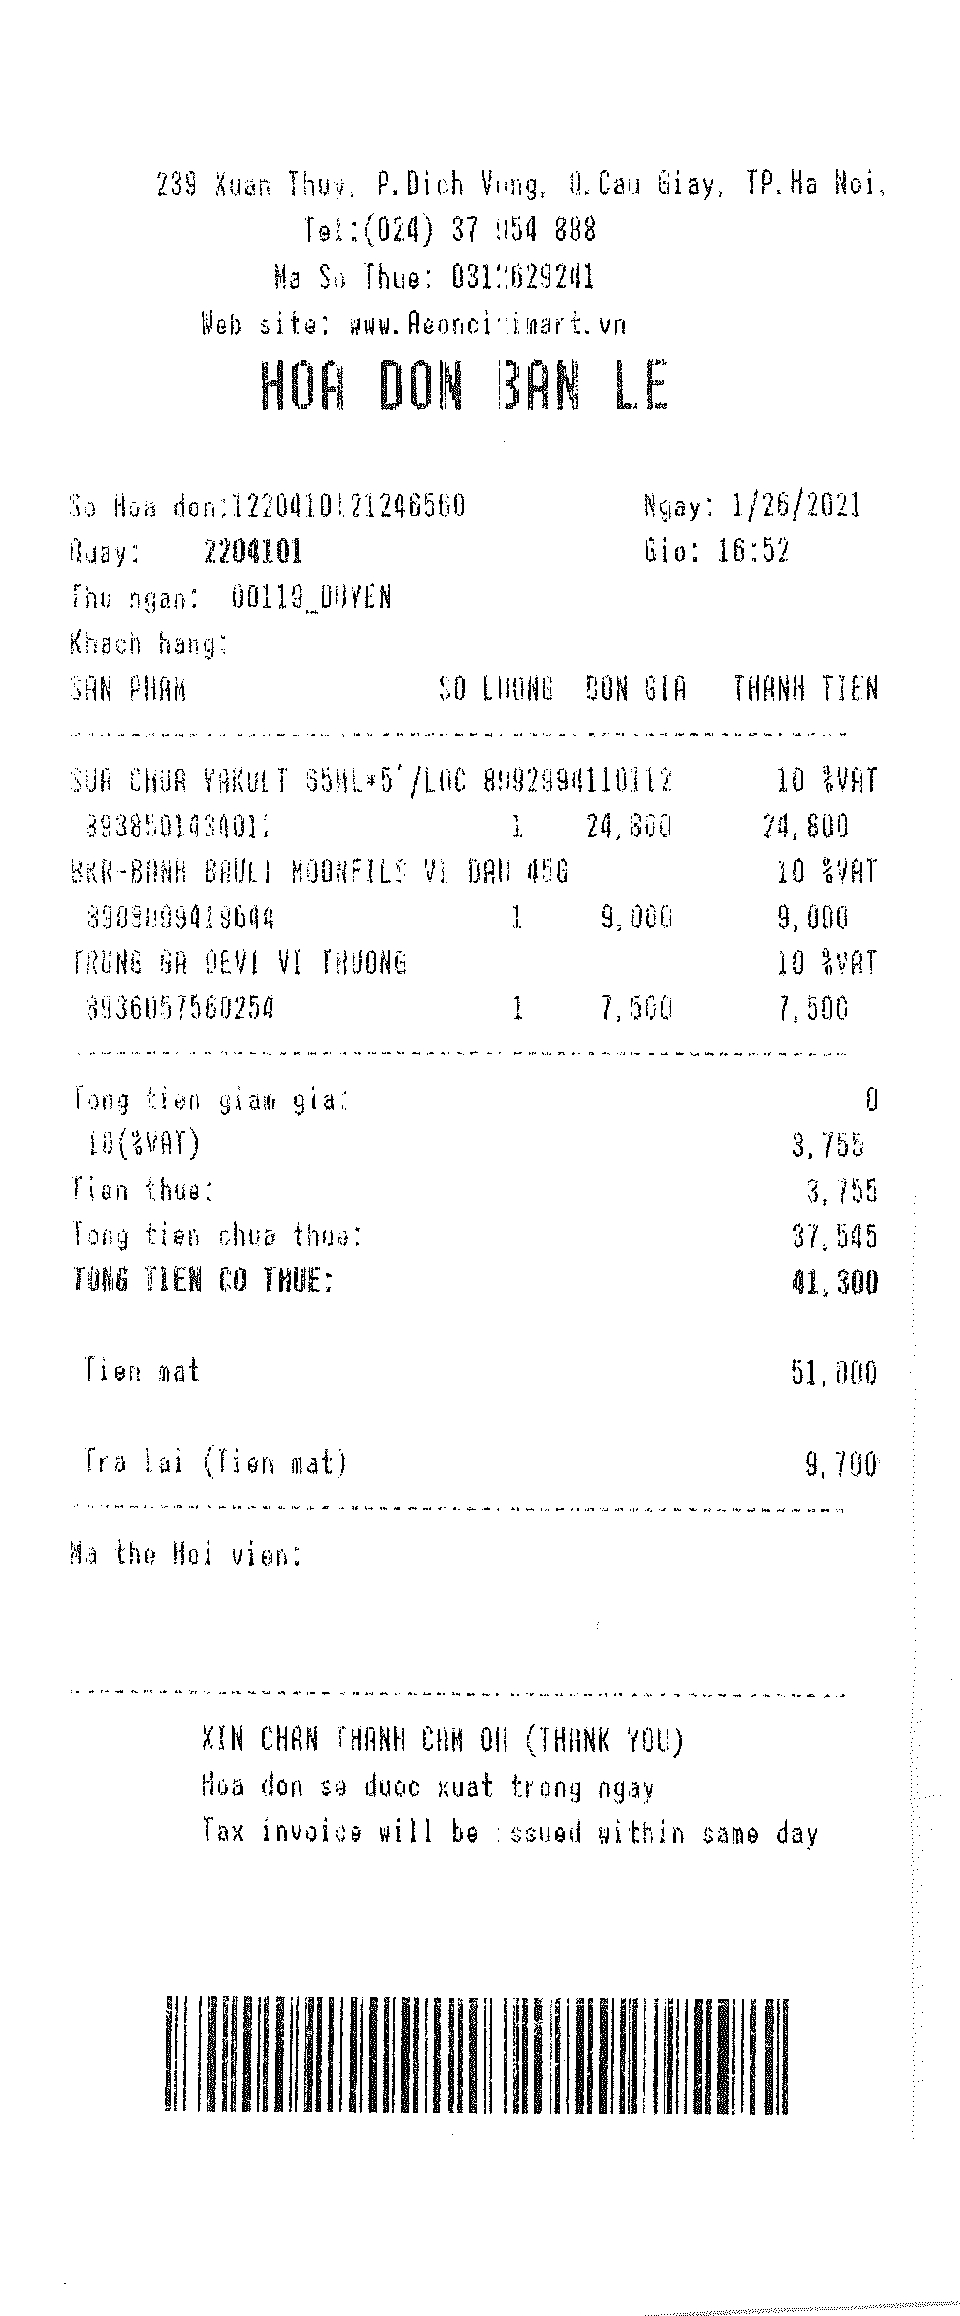 239 Xuan Thuy, P.Dich Vong, Q.Cau Giay, TP.Ha Noi,
Tel:(024) 37 954 888
Ma So Thue:
Web site: www.Aeoncitimart.vn
HOA DON BAN LE
So Hoa don: Ngay: 1/26/2021
Quay: 2204101 Gio: 16:52
Thu ngan: 00119_DUYEN
Khach hang:
SAN PHAM SO LUONG DON GIA THANH TIEN
SUA CHUA YAKULT 65ML*5'/LOC 8992994110112 10 %VAT
1 24,800 24,800
BKR-BANH BAULI MOONFILS VI DAU 45G 10 %VAT
1 9,000 9,000
TRUNG GA DEVI VI THUONG 10 %VAT
8936057560254 1 7,500 7,500
Tong tien giam gia: 0
10(%VAT) 3,755
Tien thue: 3,755
Tong tien chua thue: 37,545
TONG TIEN CO THUE: 41,300
Tien mat 51,000
Tra lai (Tien mat) 9,700
Ma the Hoi vien:
XIN CHAN THANH CAM ON (THANK YOU)
Hoa don se duoc xuat trong ngay
Tax invoice will be issued within same day